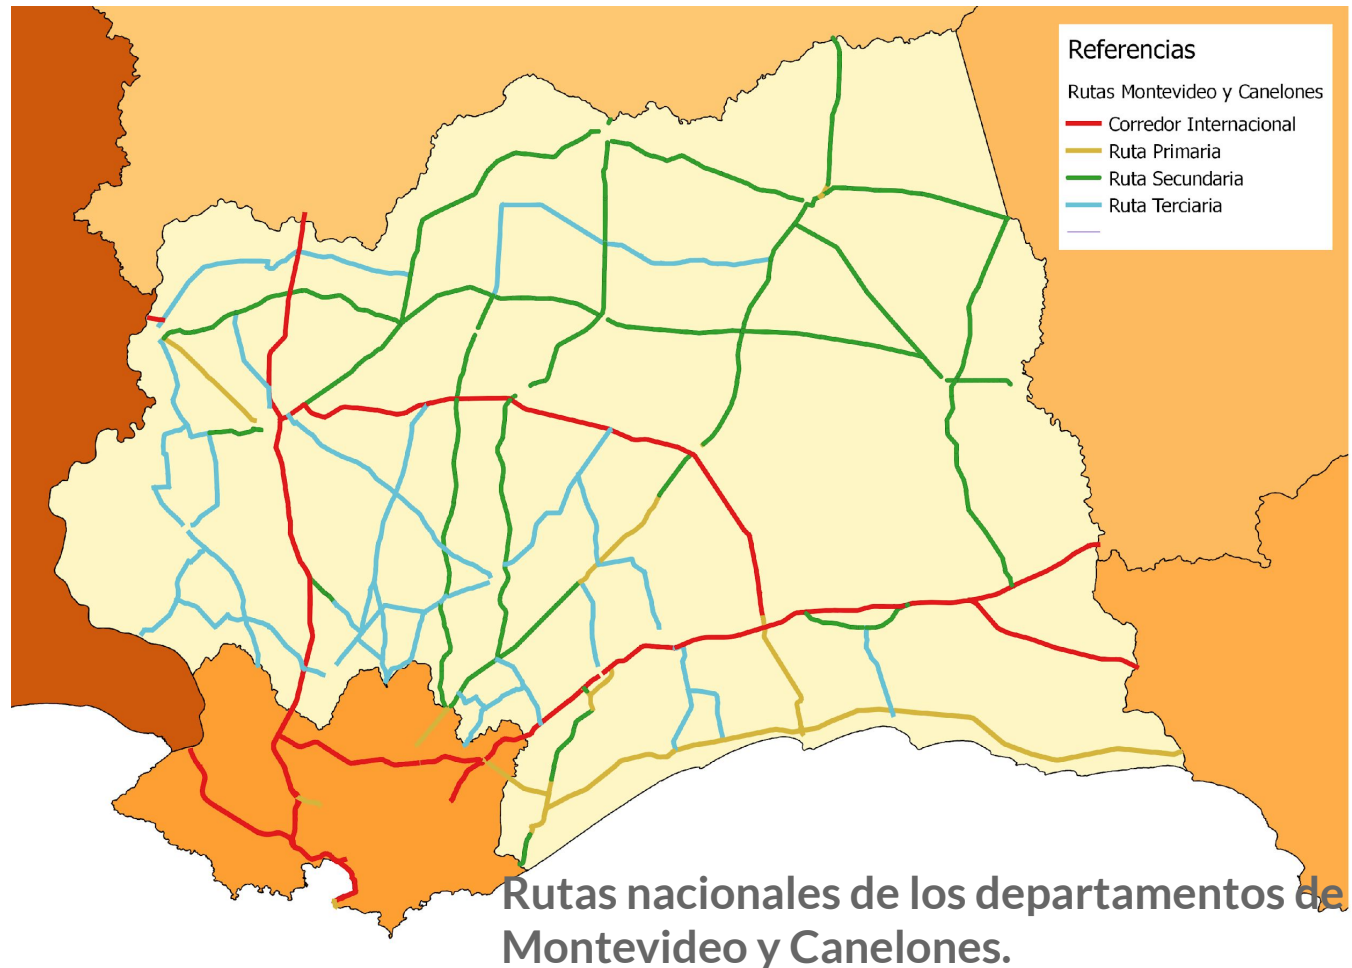 Referencias
Rutas Montevideo y Canelones
Corredor Internacional
Ruta Primaria
Ruta Secundaria
Ruta Terciaria
Rutas nacionales de los departamentos de
Montevideo y Canelones.